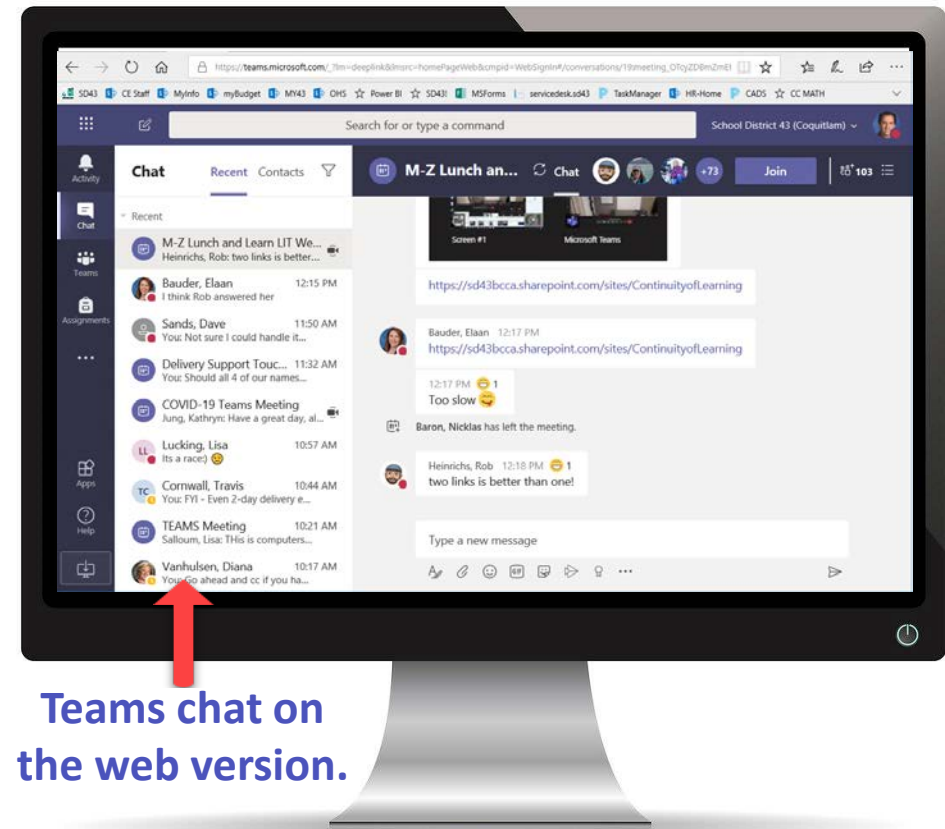 https://teams.microsoft.com/_?lm=deeplink&lmsrc=homePageWeb&cmpid=WebSignIn#/conversations/19:meeting_OTcyZDBmZmEt
SD43 CE Staff MyInfo myBudget MY43 OHS Power BI SD43! MSForms servicedesk.sd43 TaskManager HR-Home CADS CC MATH
Search for or type a command
School District 43 (Coquitlam)
Activity
Chat
Teams
Assignments
Apps
Help
Chat Recent Contacts
Recent
M-Z Lunch and Learn LIT We...
Heinrichs, Rob: two links is better...
Bauder, Elaan 12:15 PM
I think Rob answered her
Sands, Dave 11:50 AM
You: Not sure I could handle it...
Delivery Support Touc... 11:32 AM
You: Should all 4 of our names...
COVID-19 Teams Meeting
Jung, Kathryn: Have a great day, al...
LL
Lucking, Lisa 10:57 AM
Its a race:)
TC
Cornwall, Travis 10:44 AM
You: FYI - Even 2-day delivery e...
TEAMS Meeting 10:21 AM
Salloum, Lisa: THis is computers...
Vanhulsen, Diana 10:17 AM
You: Go ahead and cc if you ha...
M-Z Lunch an... Chat +73 Join 103
Screen #1 Microsoft Teams
https://sd43bcca.sharepoint.com/sites/ContinuityofLearning
Bauder, Elaan 12:17 PM
https://sd43bcca.sharepoint.com/sites/ContinuityofLearning
12:17 PM 1
Too slow
Baron, Nicklas has left the meeting.
Heinrichs, Rob 12:18 PM 1
two links is better than one!
Type a new message
GIF
Teams chat on
the web version.